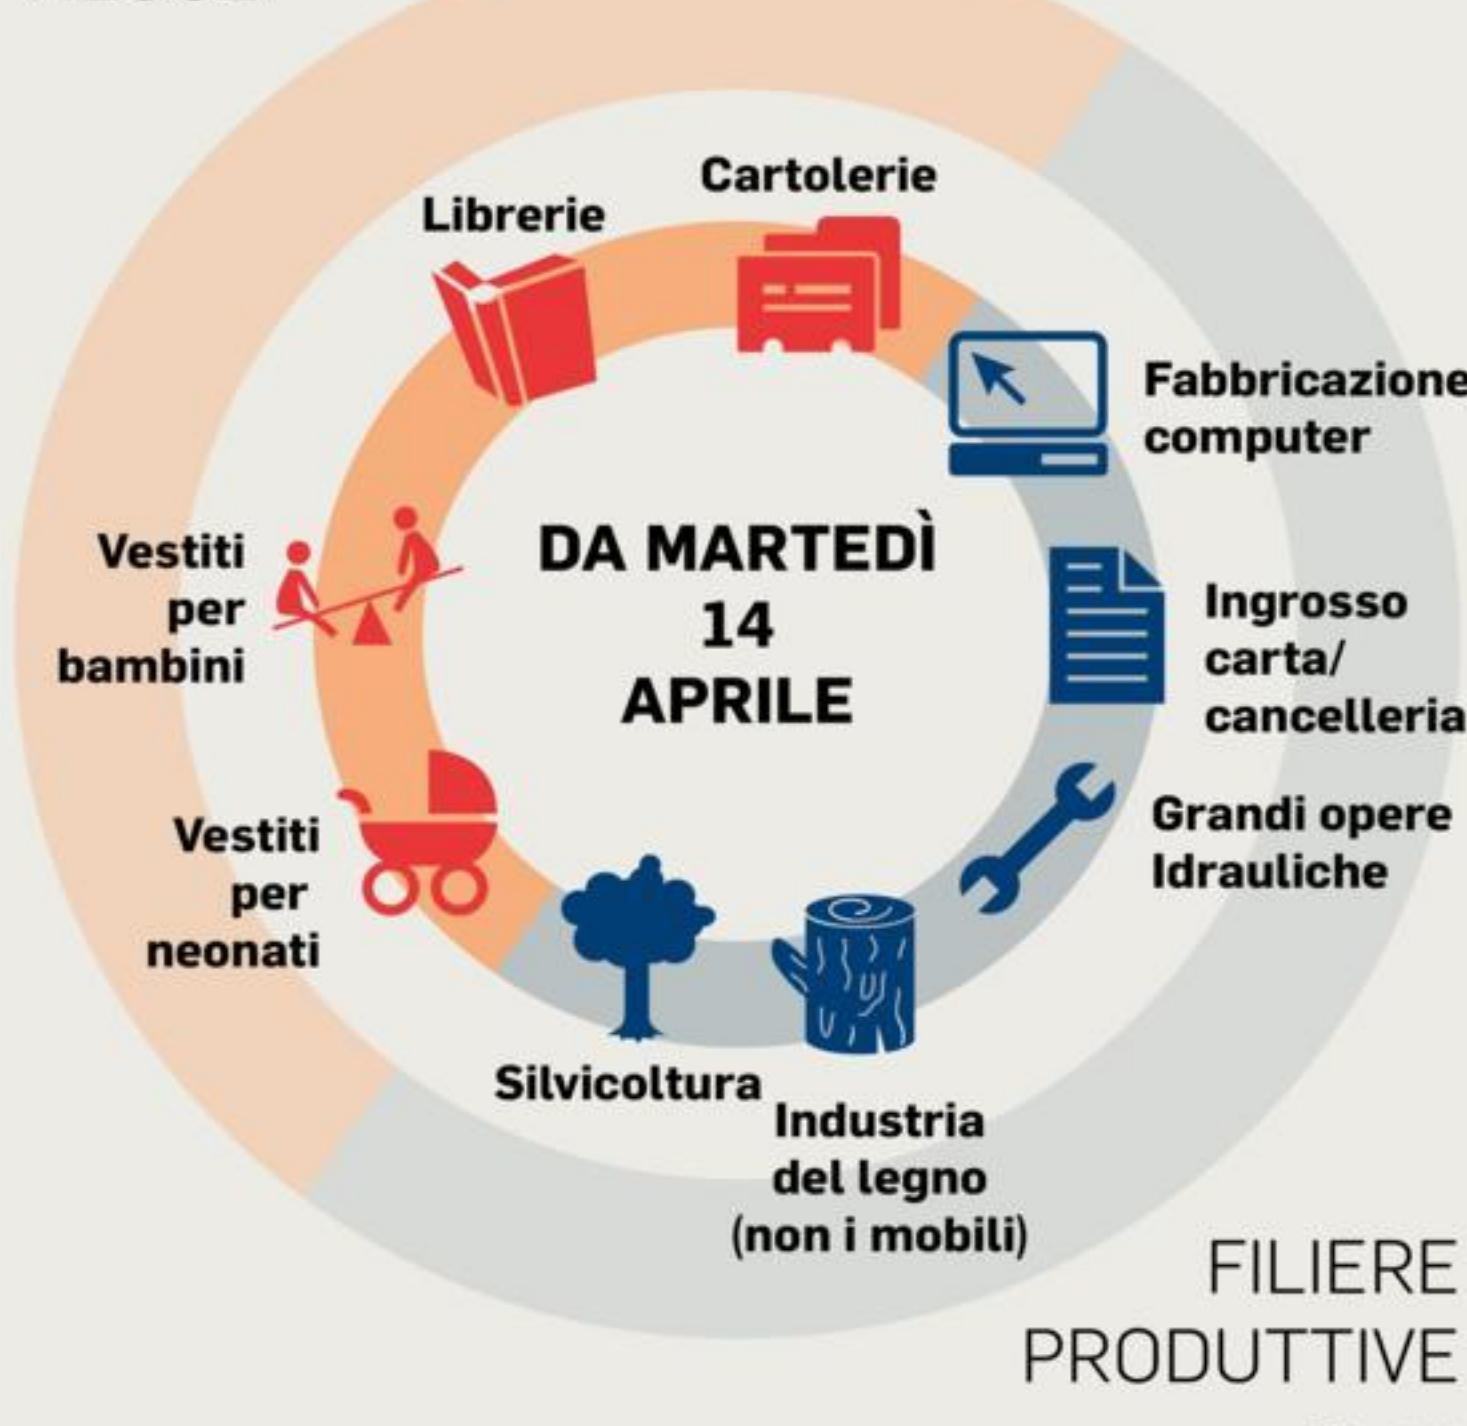 Cartolerie
Librerie
Fabbricazione
computer
Vestiti
per
bambini
DA MARTEDÌ
14
APRILE
Ingrosso
carta/
cancelleria
Grandi opere
Idrauliche
Vestiti
per
neonati
Silvicoltura
Industria
del legno
(non i mobili)
FILIERE
PRODUTTIVE